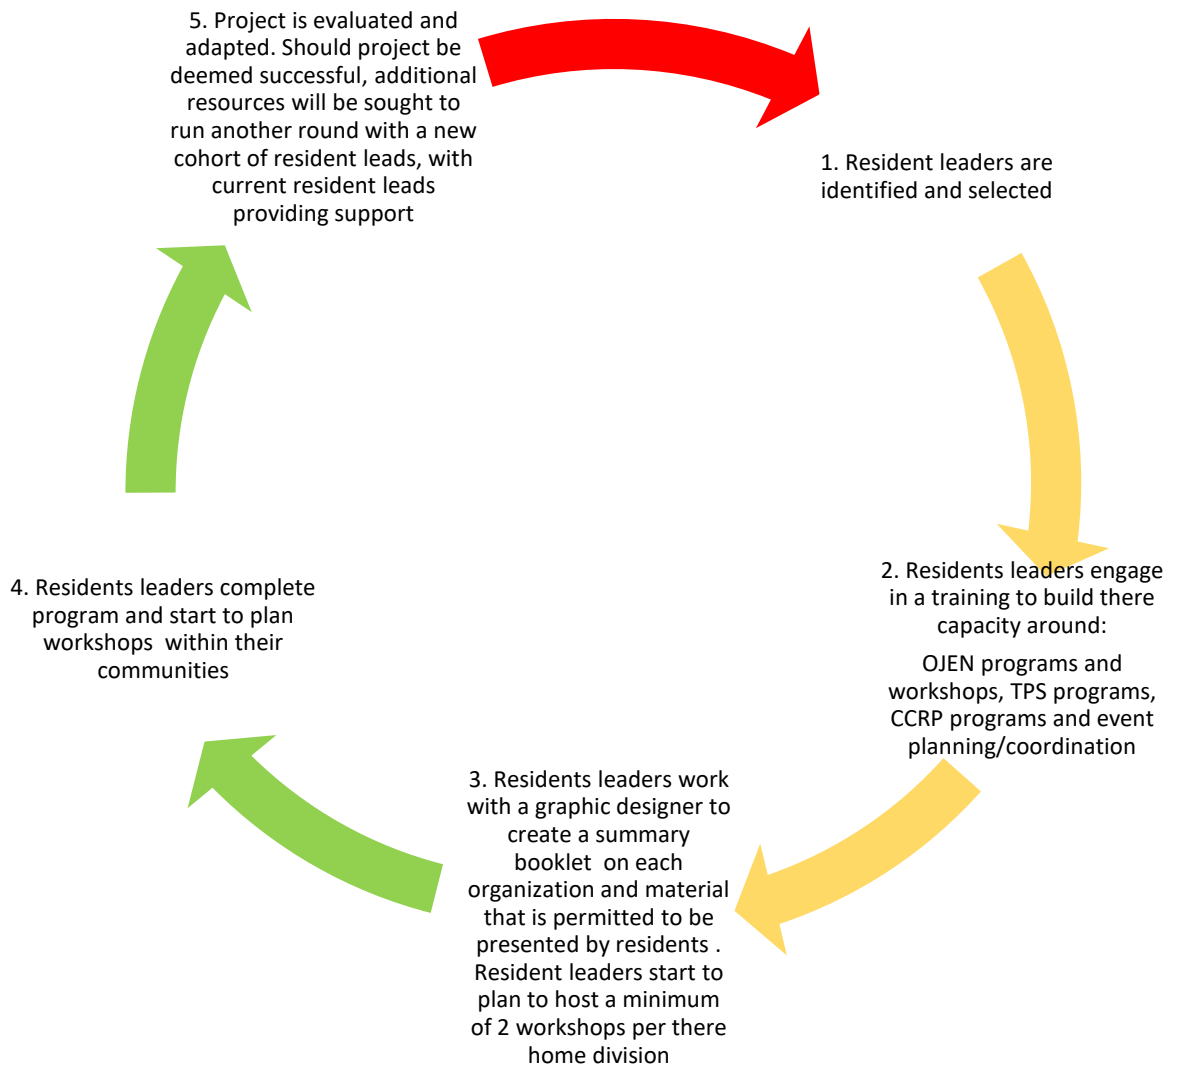 5. Project is evaluated and
adapted. Should project be
deemed successful, additional
resources will be sought to
run another round with a new
cohort of resident leads, with
current resident leads
providing support
1. Resident leaders are
identified and selected
2. Residents leaders engage
in a training to build there
capacity around:
OJEN programs and
workshops, TPS programs,
CCRP programs and event
planning/coordination
3. Residents leaders work
with a graphic designer to
create a summary
booklet  on each
organization and material
that is permitted to be
presented by residents .
Resident leaders start to
plan to host a minimum
of 2 workshops per there
home division
4. Residents leaders complete
program and start to plan
workshops  within their
communities